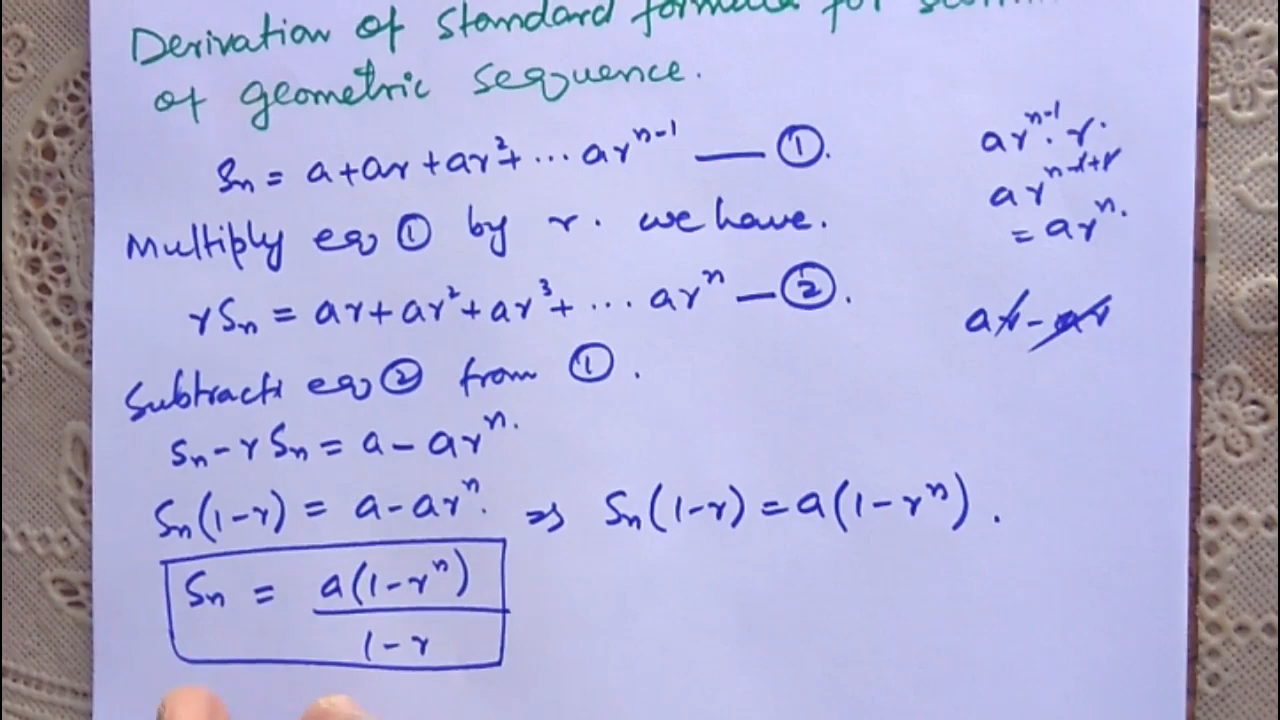 Derivation of standard formula for
of geometric sequence.
Sn = a+ar+ar²+ ... arⁿ⁻¹ — ①.
arⁿ⁻¹. r.
arⁿ⁻¹⁺¹
= arⁿ.
Multiply eq ① by r. we have.
rSn = ar+ar²+ar³+ ... arⁿ — ②.
Subtract eq ② from ①.
Sn-rSn = a-arⁿ.
Sn(1-r) = a-arⁿ. ⇒ Sn(1-r) = a(1-rⁿ).
Sn = a(1-rⁿ)
1-r